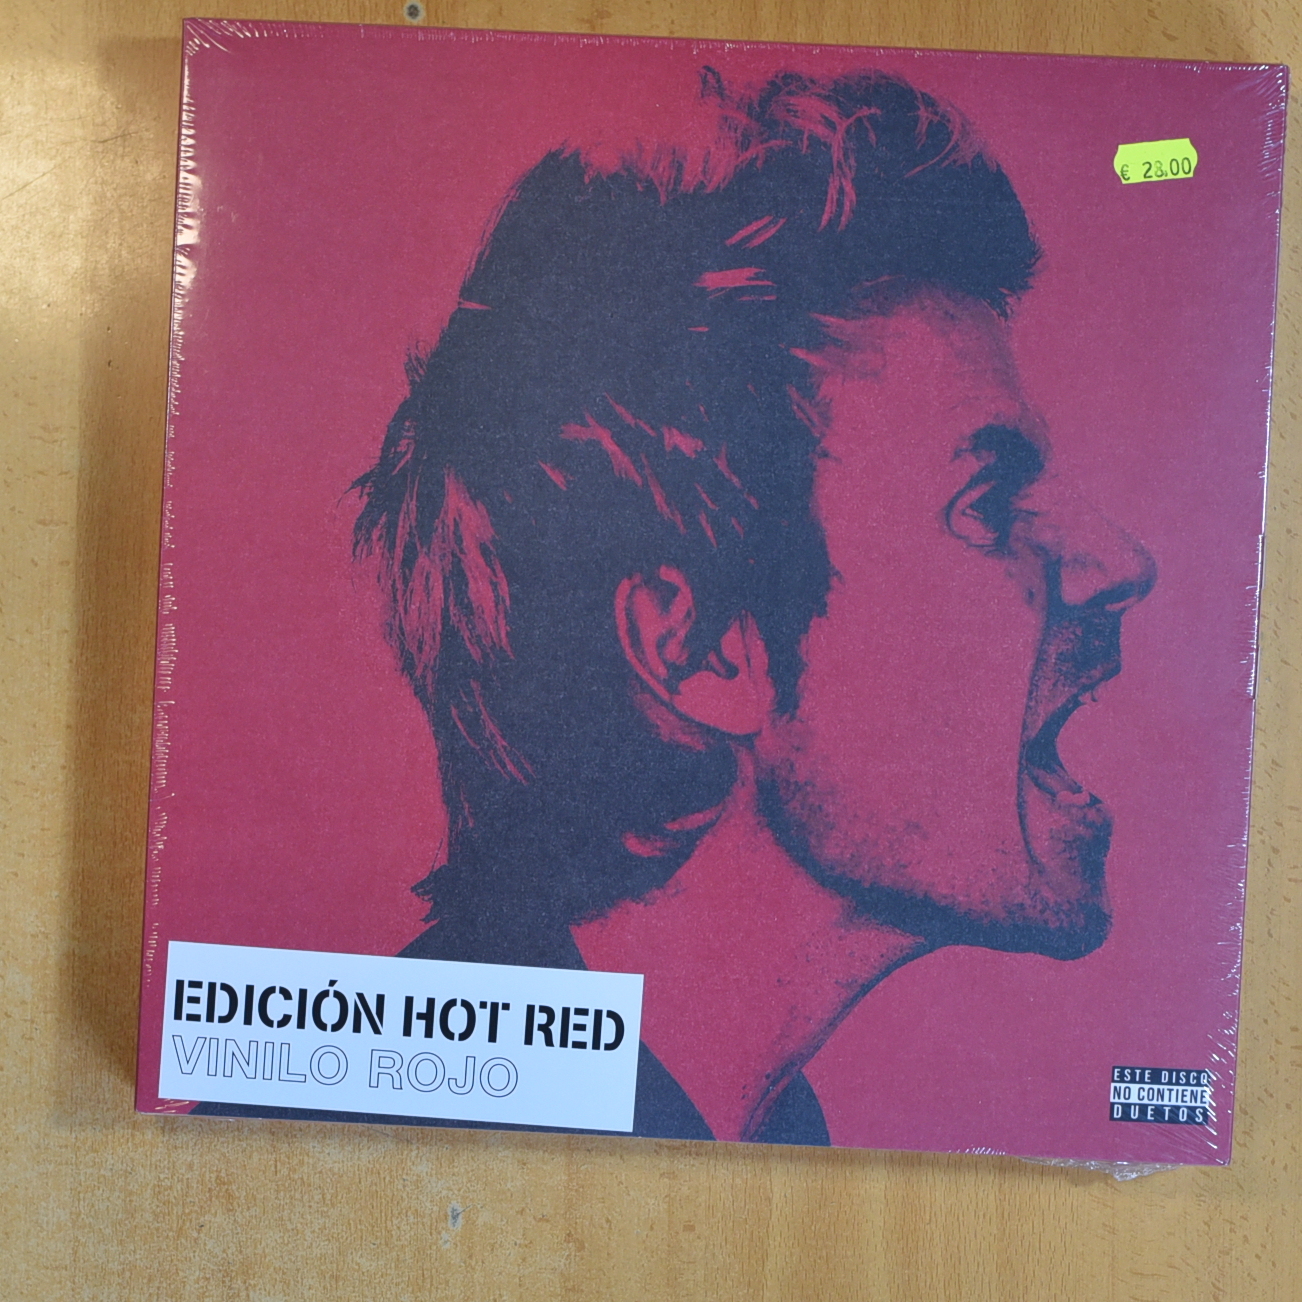 € 28.00
EDICIÓN HOT RED
VINILO ROJO
ESTE DISCO
NO CONTIENE
DUETOS